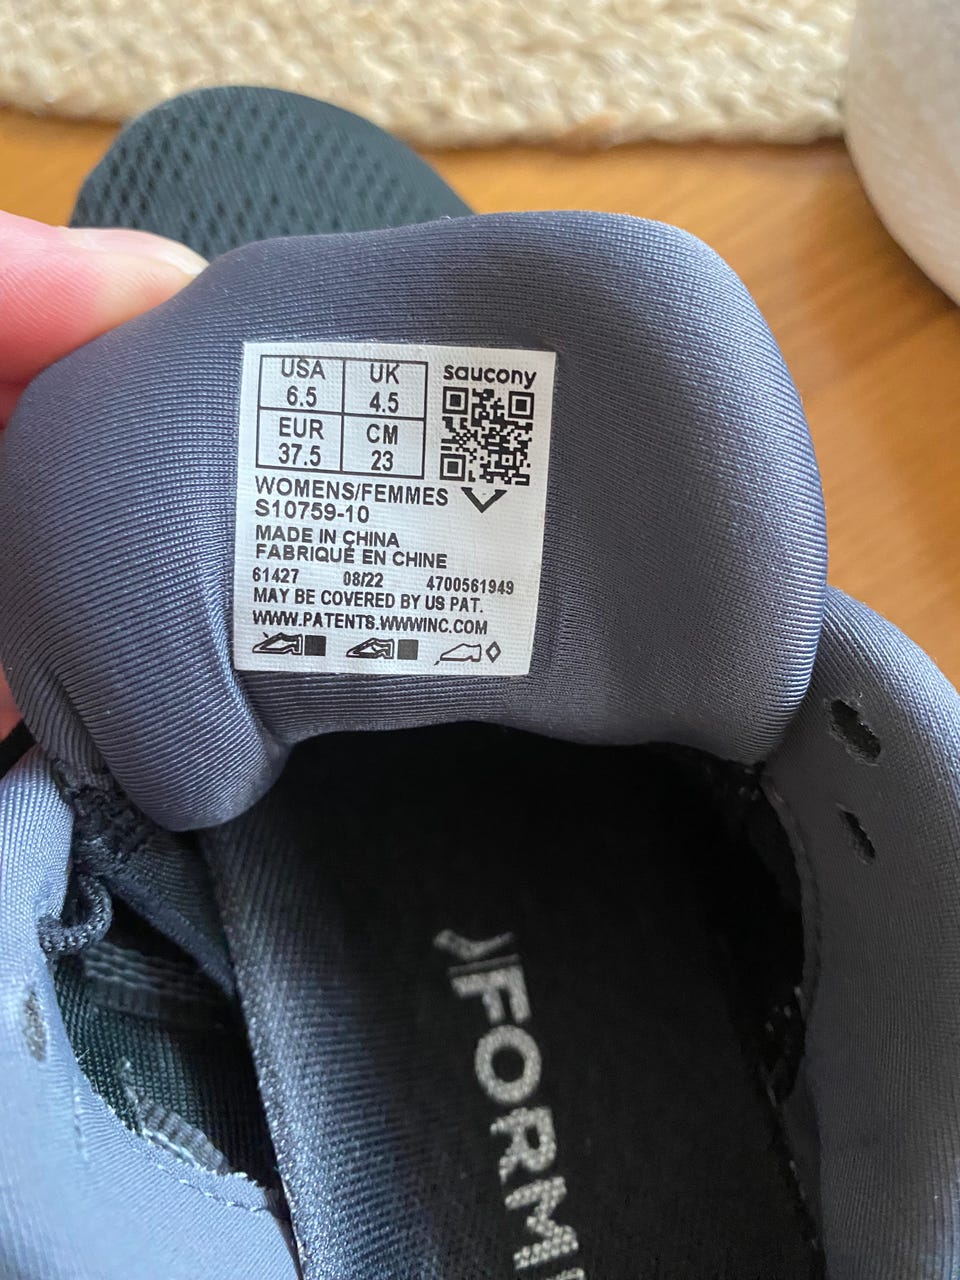 USA UK
6.5 4.5
EUR CM
37.5 23
saucony
WOMENS/FEMMES
S10759-10
MADE IN CHINA
FABRIQUÉ EN CHINE
61427 08/22 4700561949
MAY BE COVERED BY US PAT.
WWW.PATENTS.WWWINC.COM
FORM